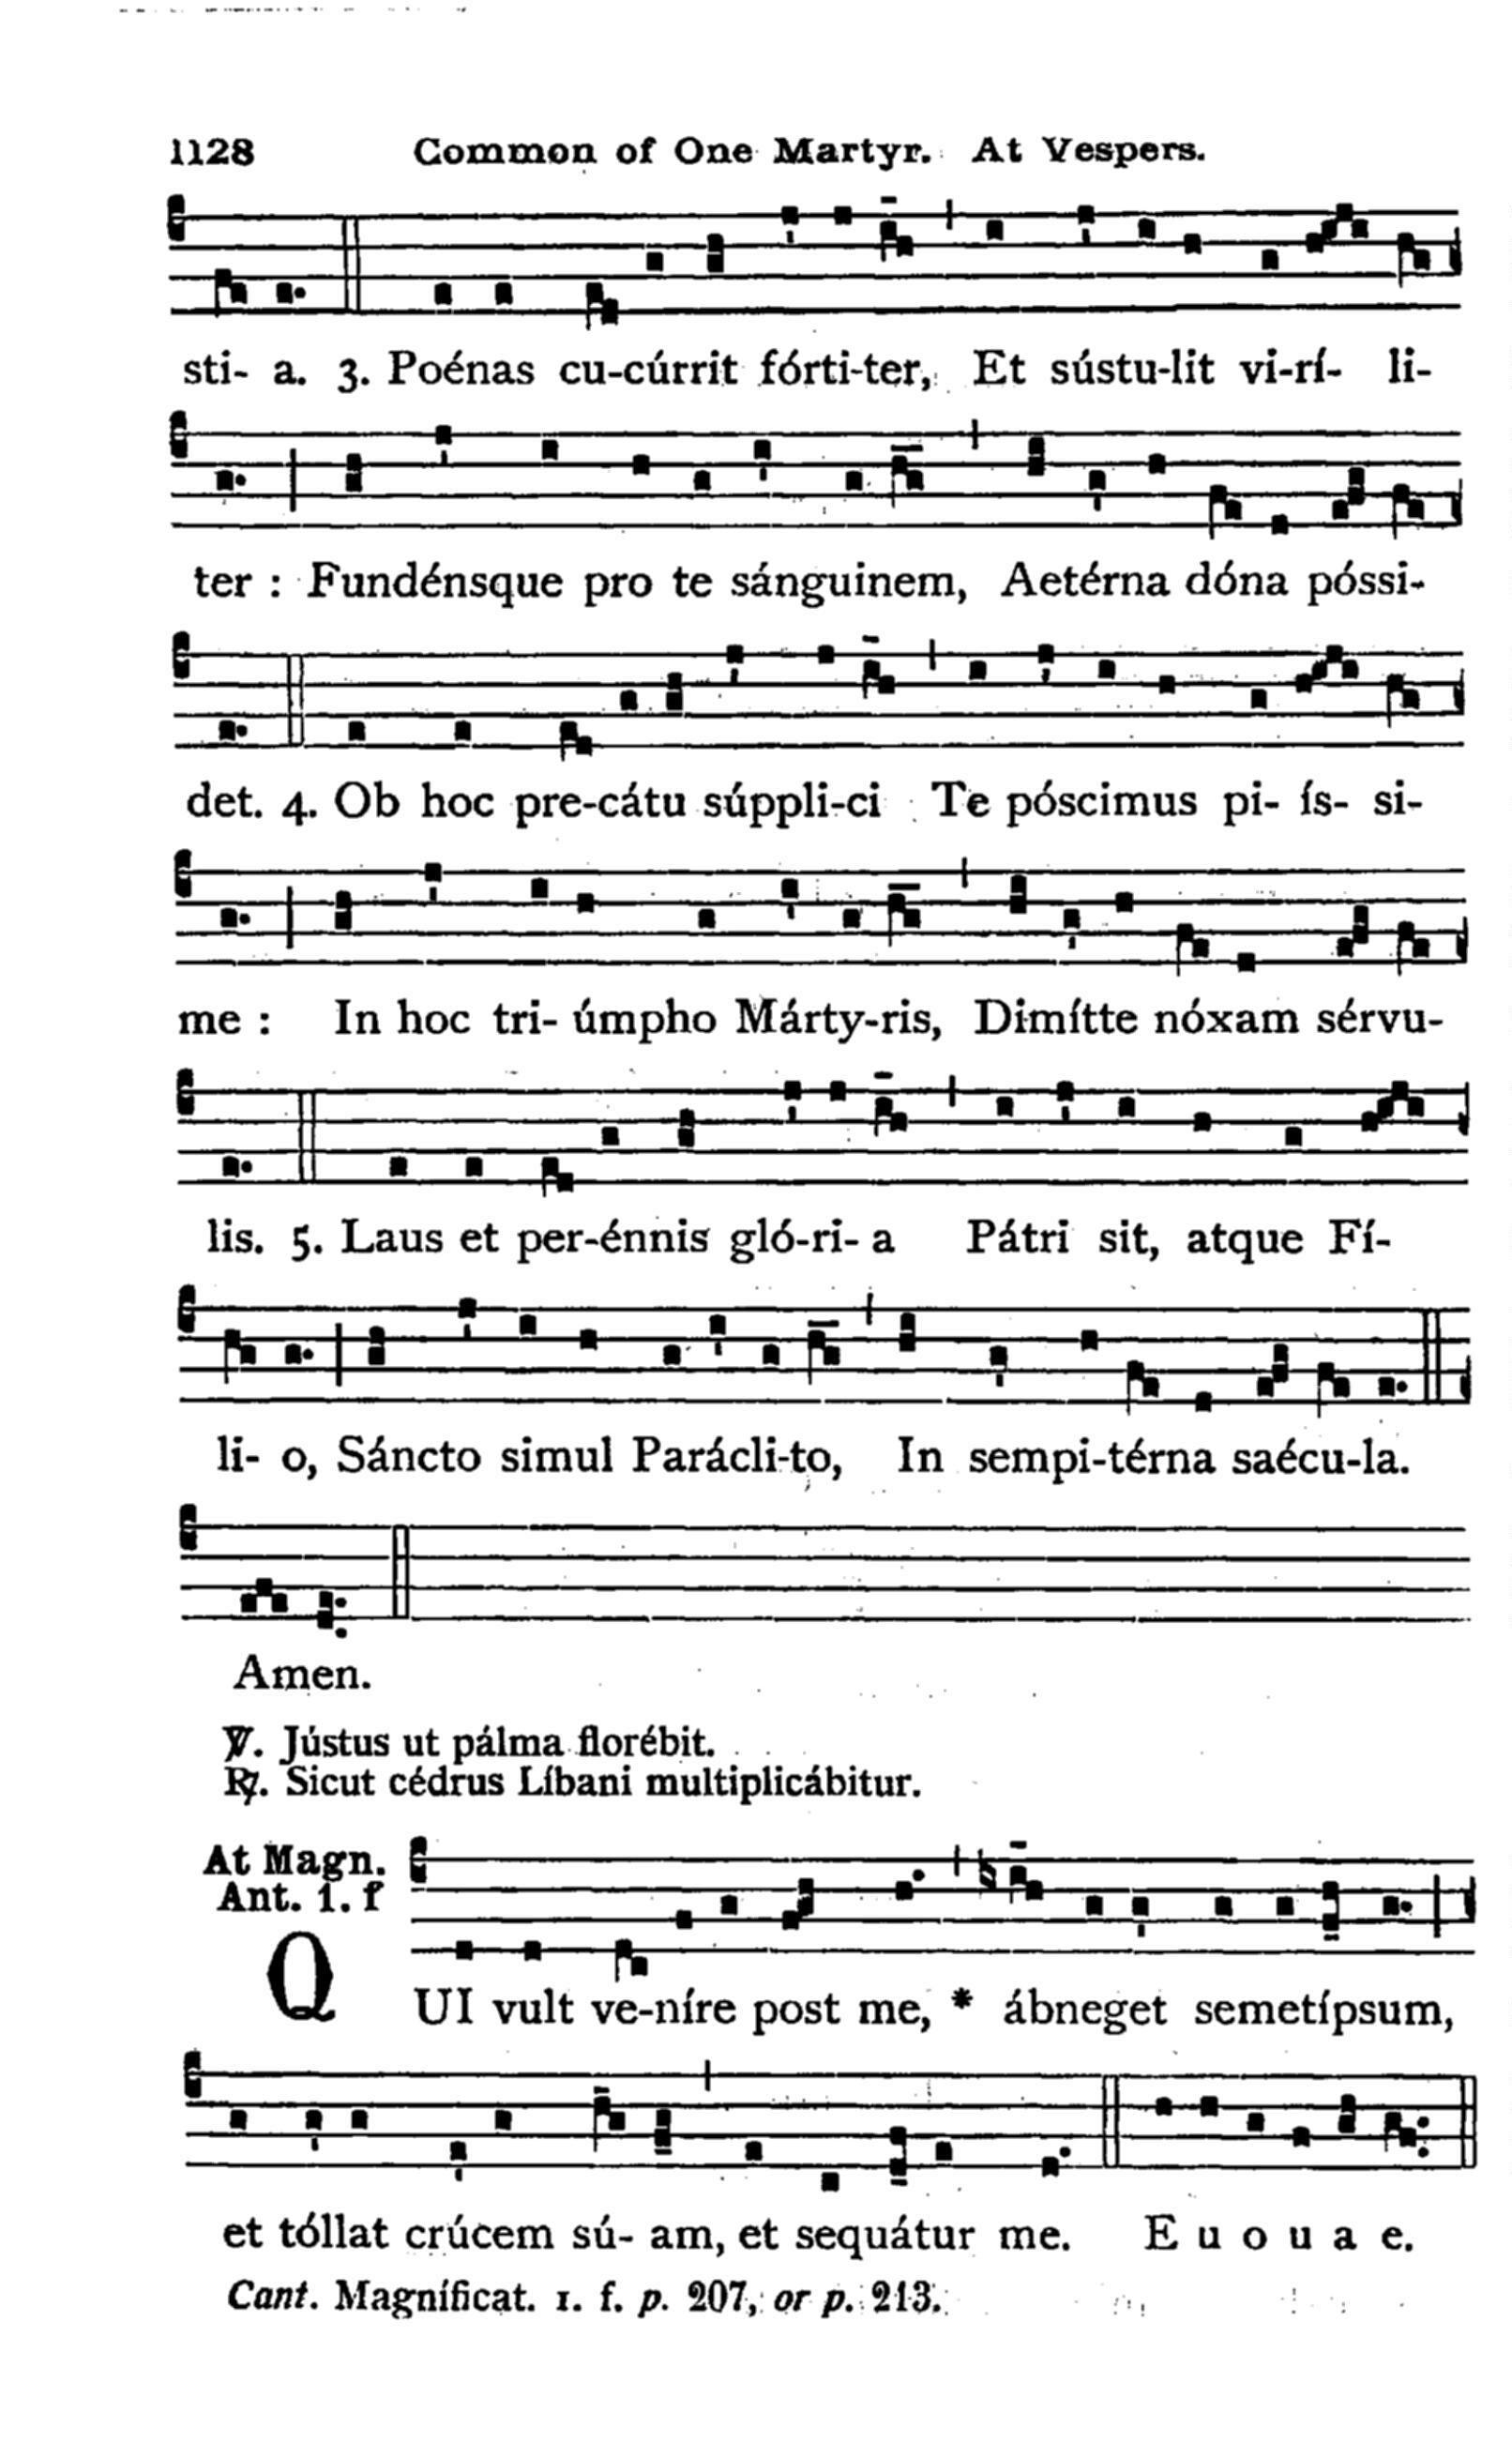 1128 Common of One Martyr. At Vespers.
sti- a. 3. Poénas cu-cúrrit fórti-ter, Et sústu-lit vi-rí- li-
ter : Fundénsque pro te sánguinem, Aetérna dóna póssi-
det. 4. Ob hoc pre-cátu súppli-ci Te póscimus pi- ís- si-
me : In hoc tri- úmpho Márty-ris, Dimítte nóxam sérvu-
lis. 5. Laus et per-énnis gló-ri- a Pátri sit, atque Fí-
li- o, Sáncto simul Parácli-to, In sempi-térna saécu-la.
Amen.
℣. Jústus ut pálma florébit.
℟. Sicut cédrus Líbani multiplicábitur.
At Magn.
Ant. 1. f
QUI vult ve-níre post me, * ábneget semetípsum,
et tóllat crúcem sú- am, et sequátur me. E u o u a e.
Cant. Magníficat. 1. f. p. 207, or p. 213.